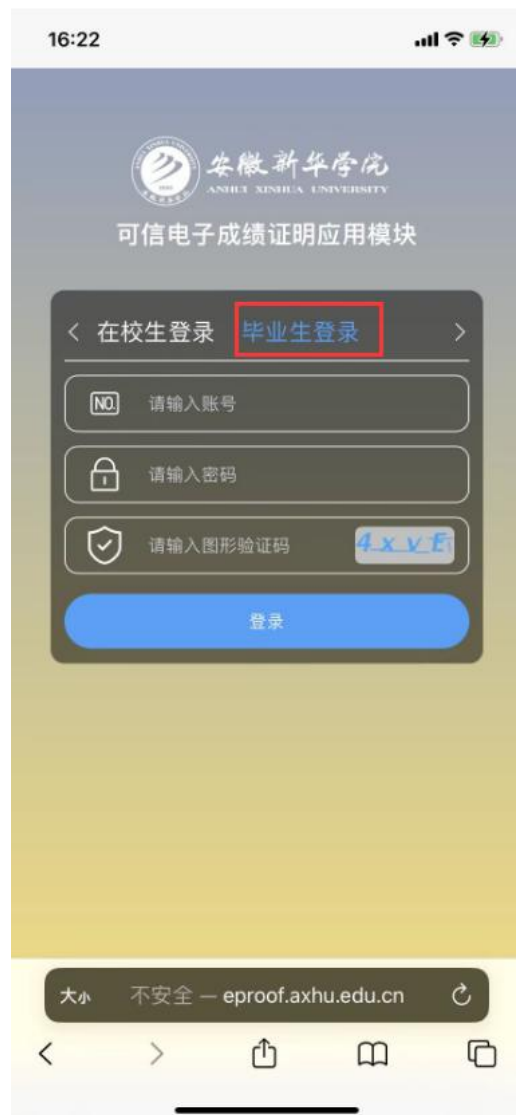 16:22
安徽新华学院
ANHUI XINHUA UNIVERSITY
可信电子成绩证明应用模块
在校生登录 毕业生登录
NO. 请输入账号
请输入密码
请输入图形验证码 4xvE
登录
大小 不安全 — eproof.axhu.edu.cn